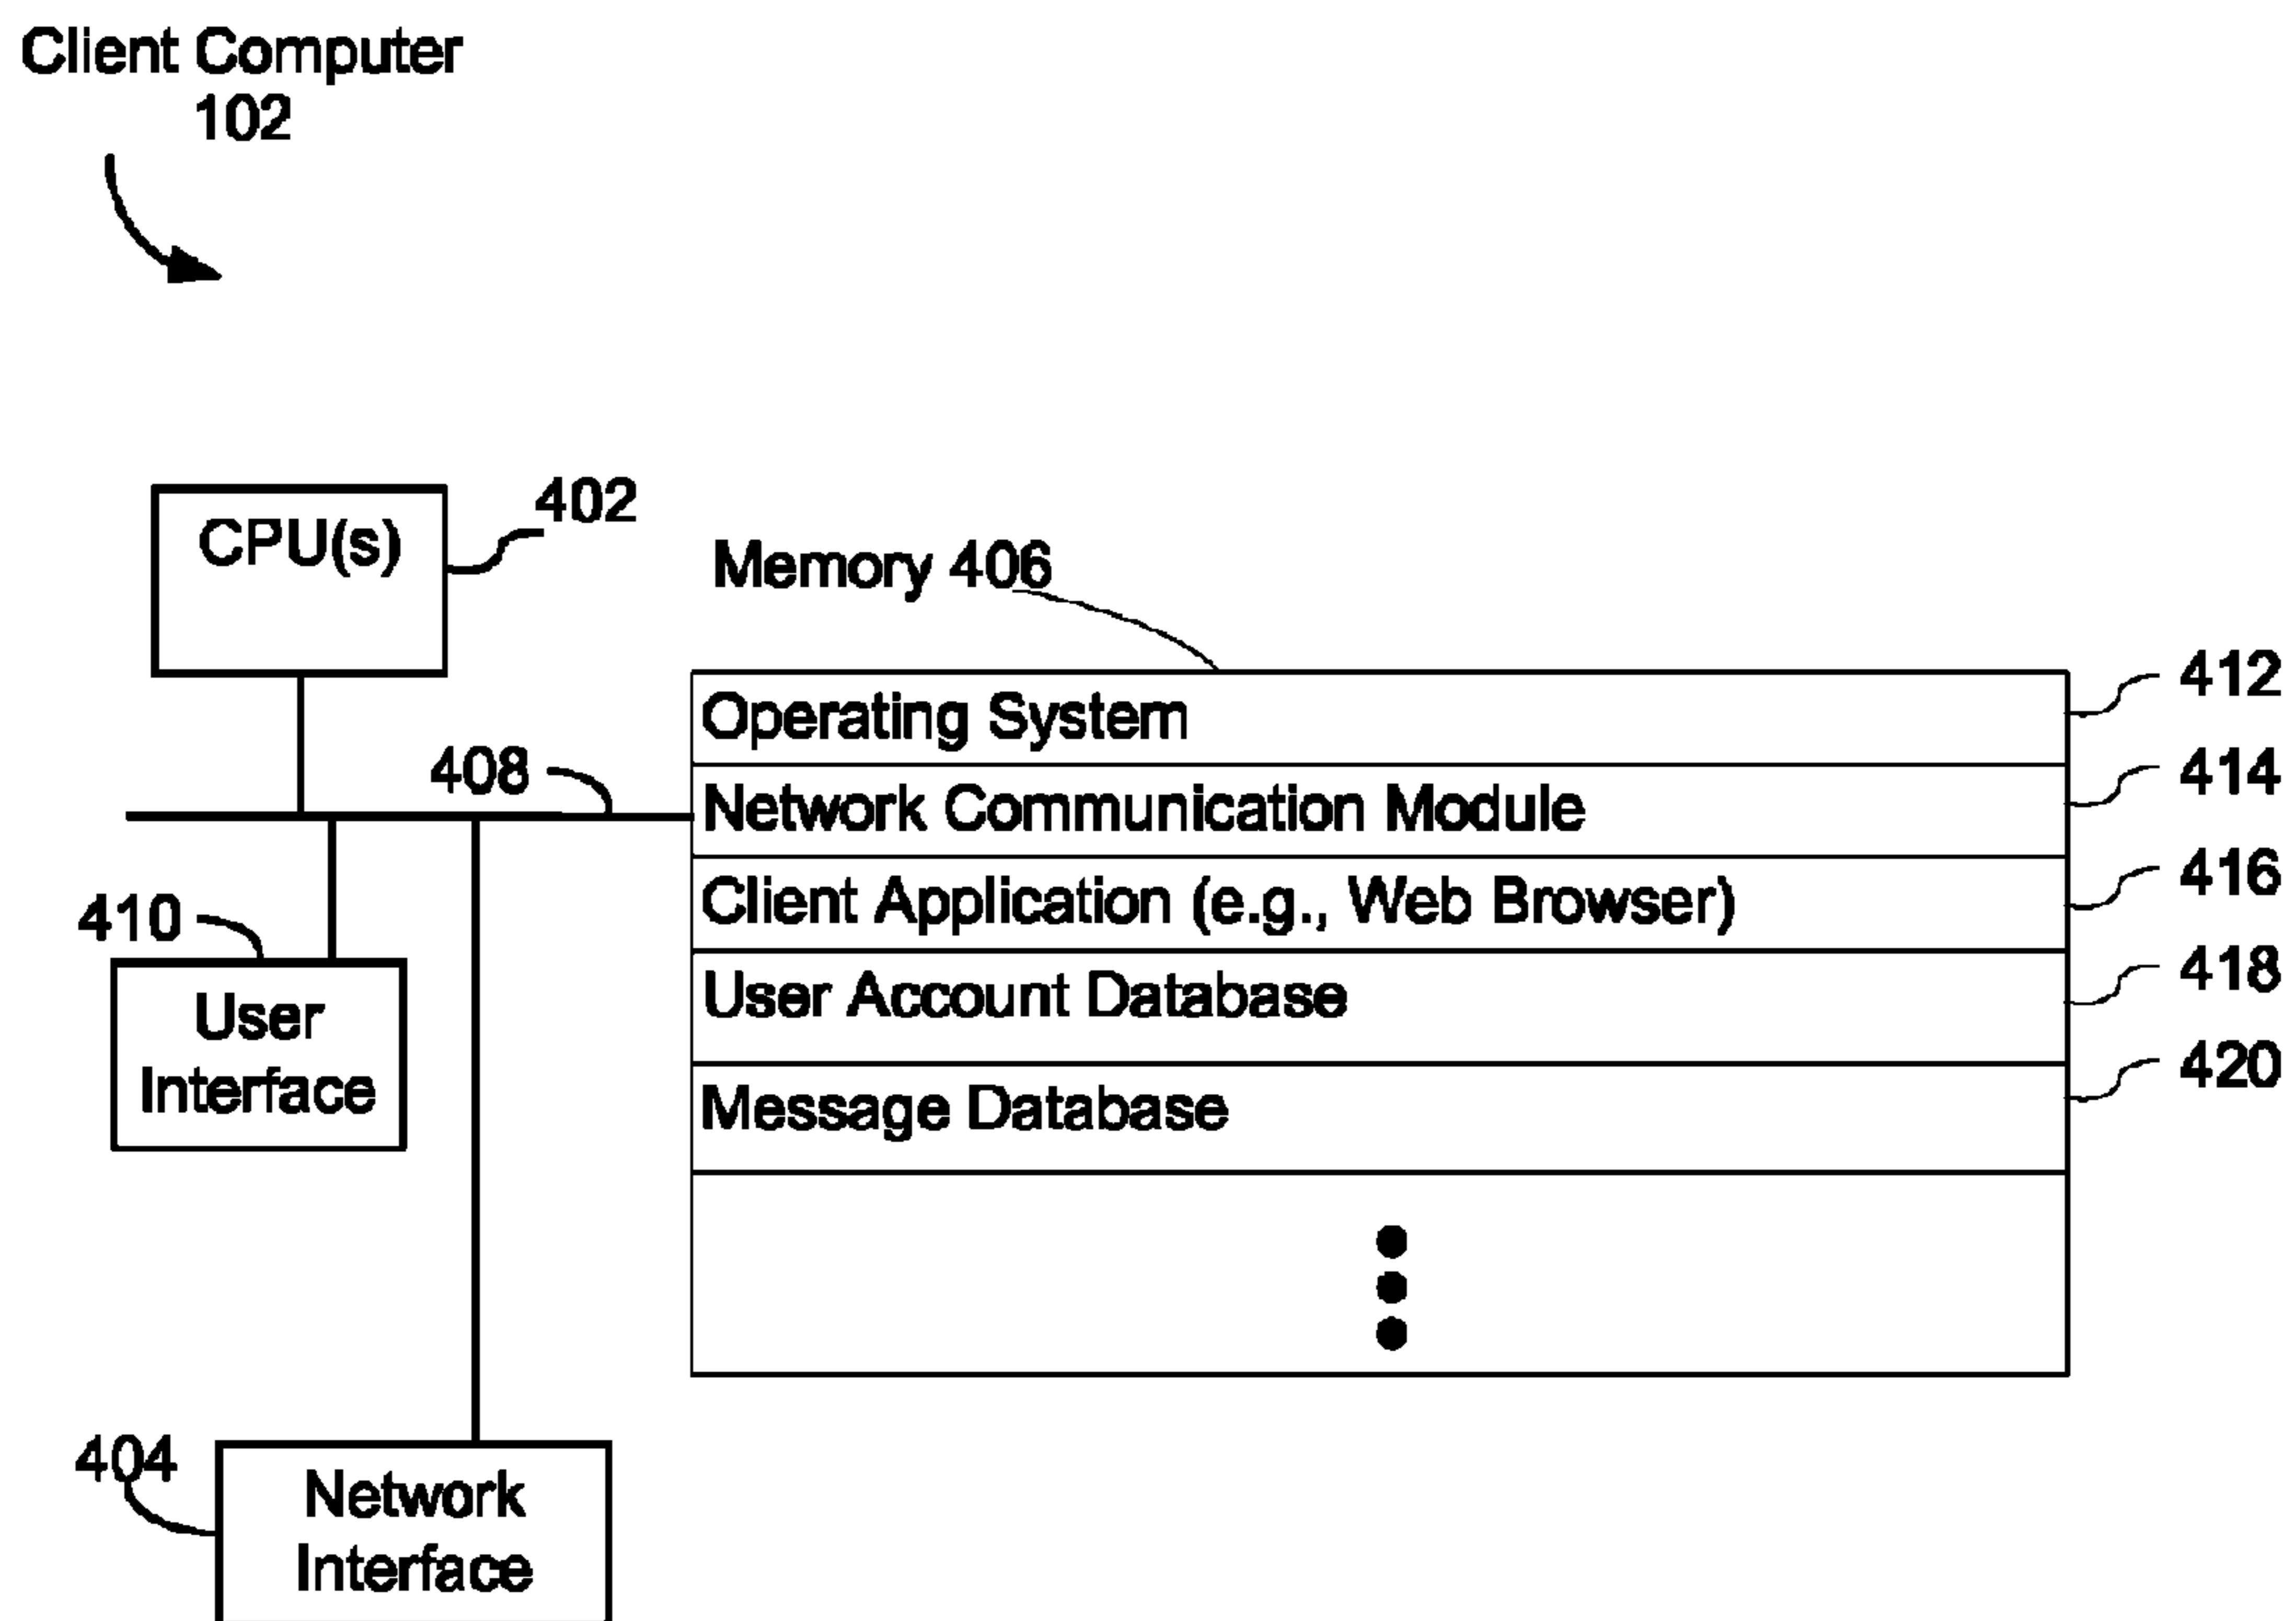 Client Computer
102
CPU(s)
402
Memory 406
Operating System
412
408
Network Communication Module
414
Client Application (e.g., Web Browser)
416
410
User Account Database
418
User
Interface
Message Database
420
404
Network
Interface